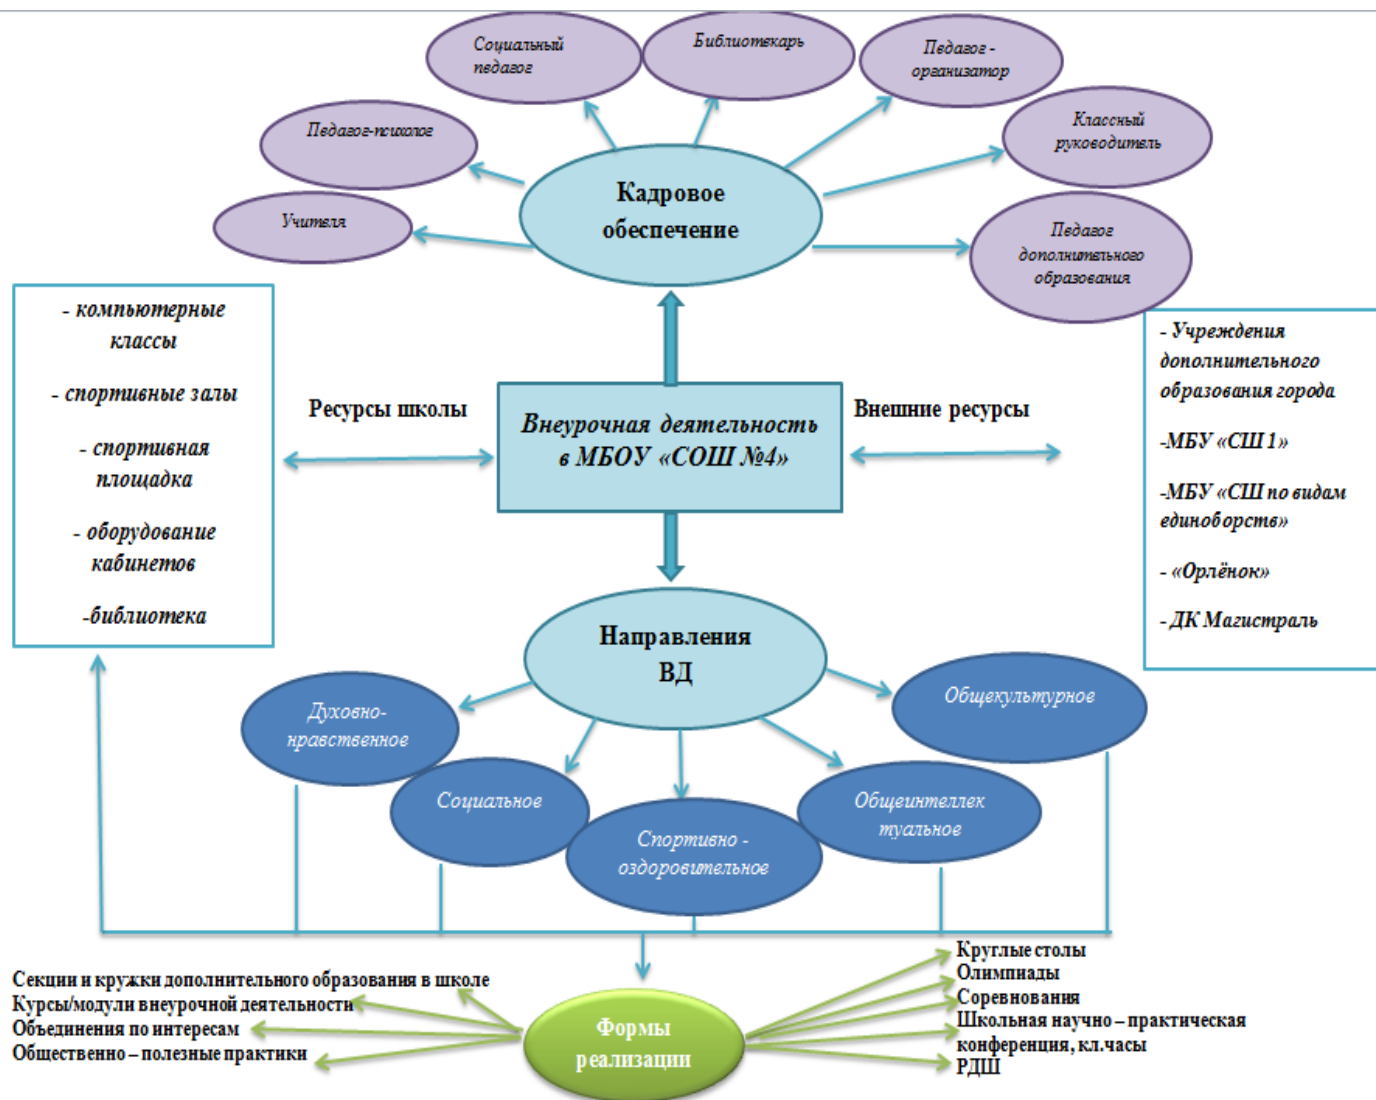 Социальный
педагог
Библиотекарь
Педагог -
организатор
Педагог-психолог
Классный
руководитель
Учителя
Кадровое
обеспечение
Педагог
дополнительного
образования
- компьютерные
классы
- спортивные залы
- спортивная
площадка
- оборудование
кабинетов
-библиотека
Ресурсы школы
Внеурочная деятельность
в МБОУ «СОШ №4»
Внешние ресурсы
- Учреждения
дополнительного
образования города
-МБУ «СШ 1»
-МБУ «СШ по видам
единоборств»
- «Орлёнок»
- ДК Магистраль
Направления
ВД
Духовно-
нравственное
Социальное
Спортивно -
оздоровительное
Общеинтеллек
туальное
Общекультурное
Секции и кружки дополнительного образования в школе
Курсы/модули внеурочной деятельности
Объединения по интересам
Общественно – полезные практики
Формы
реализации
Круглые столы
Олимпиады
Соревнования
Школьная научно – практическая
конференция, кл.часы
РДШ